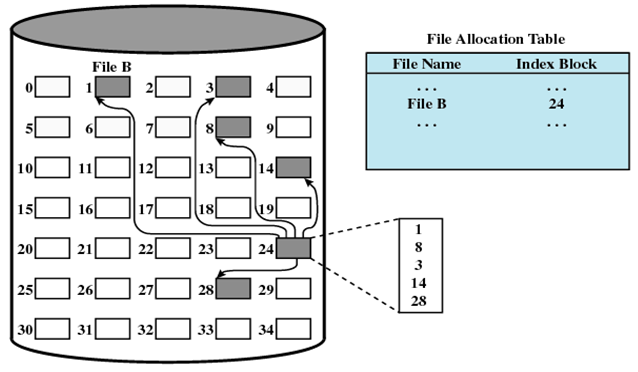 File Allocation Table
File Name Index Block
... ...
File B 24
... ...
File B
0 1 2 3 4
5 6 7 8 9
10 11 12 13 14
15 16 17 18 19
20 21 22 23 24
25 26 27 28 29
30 31 32 33 34
1
8
3
14
28